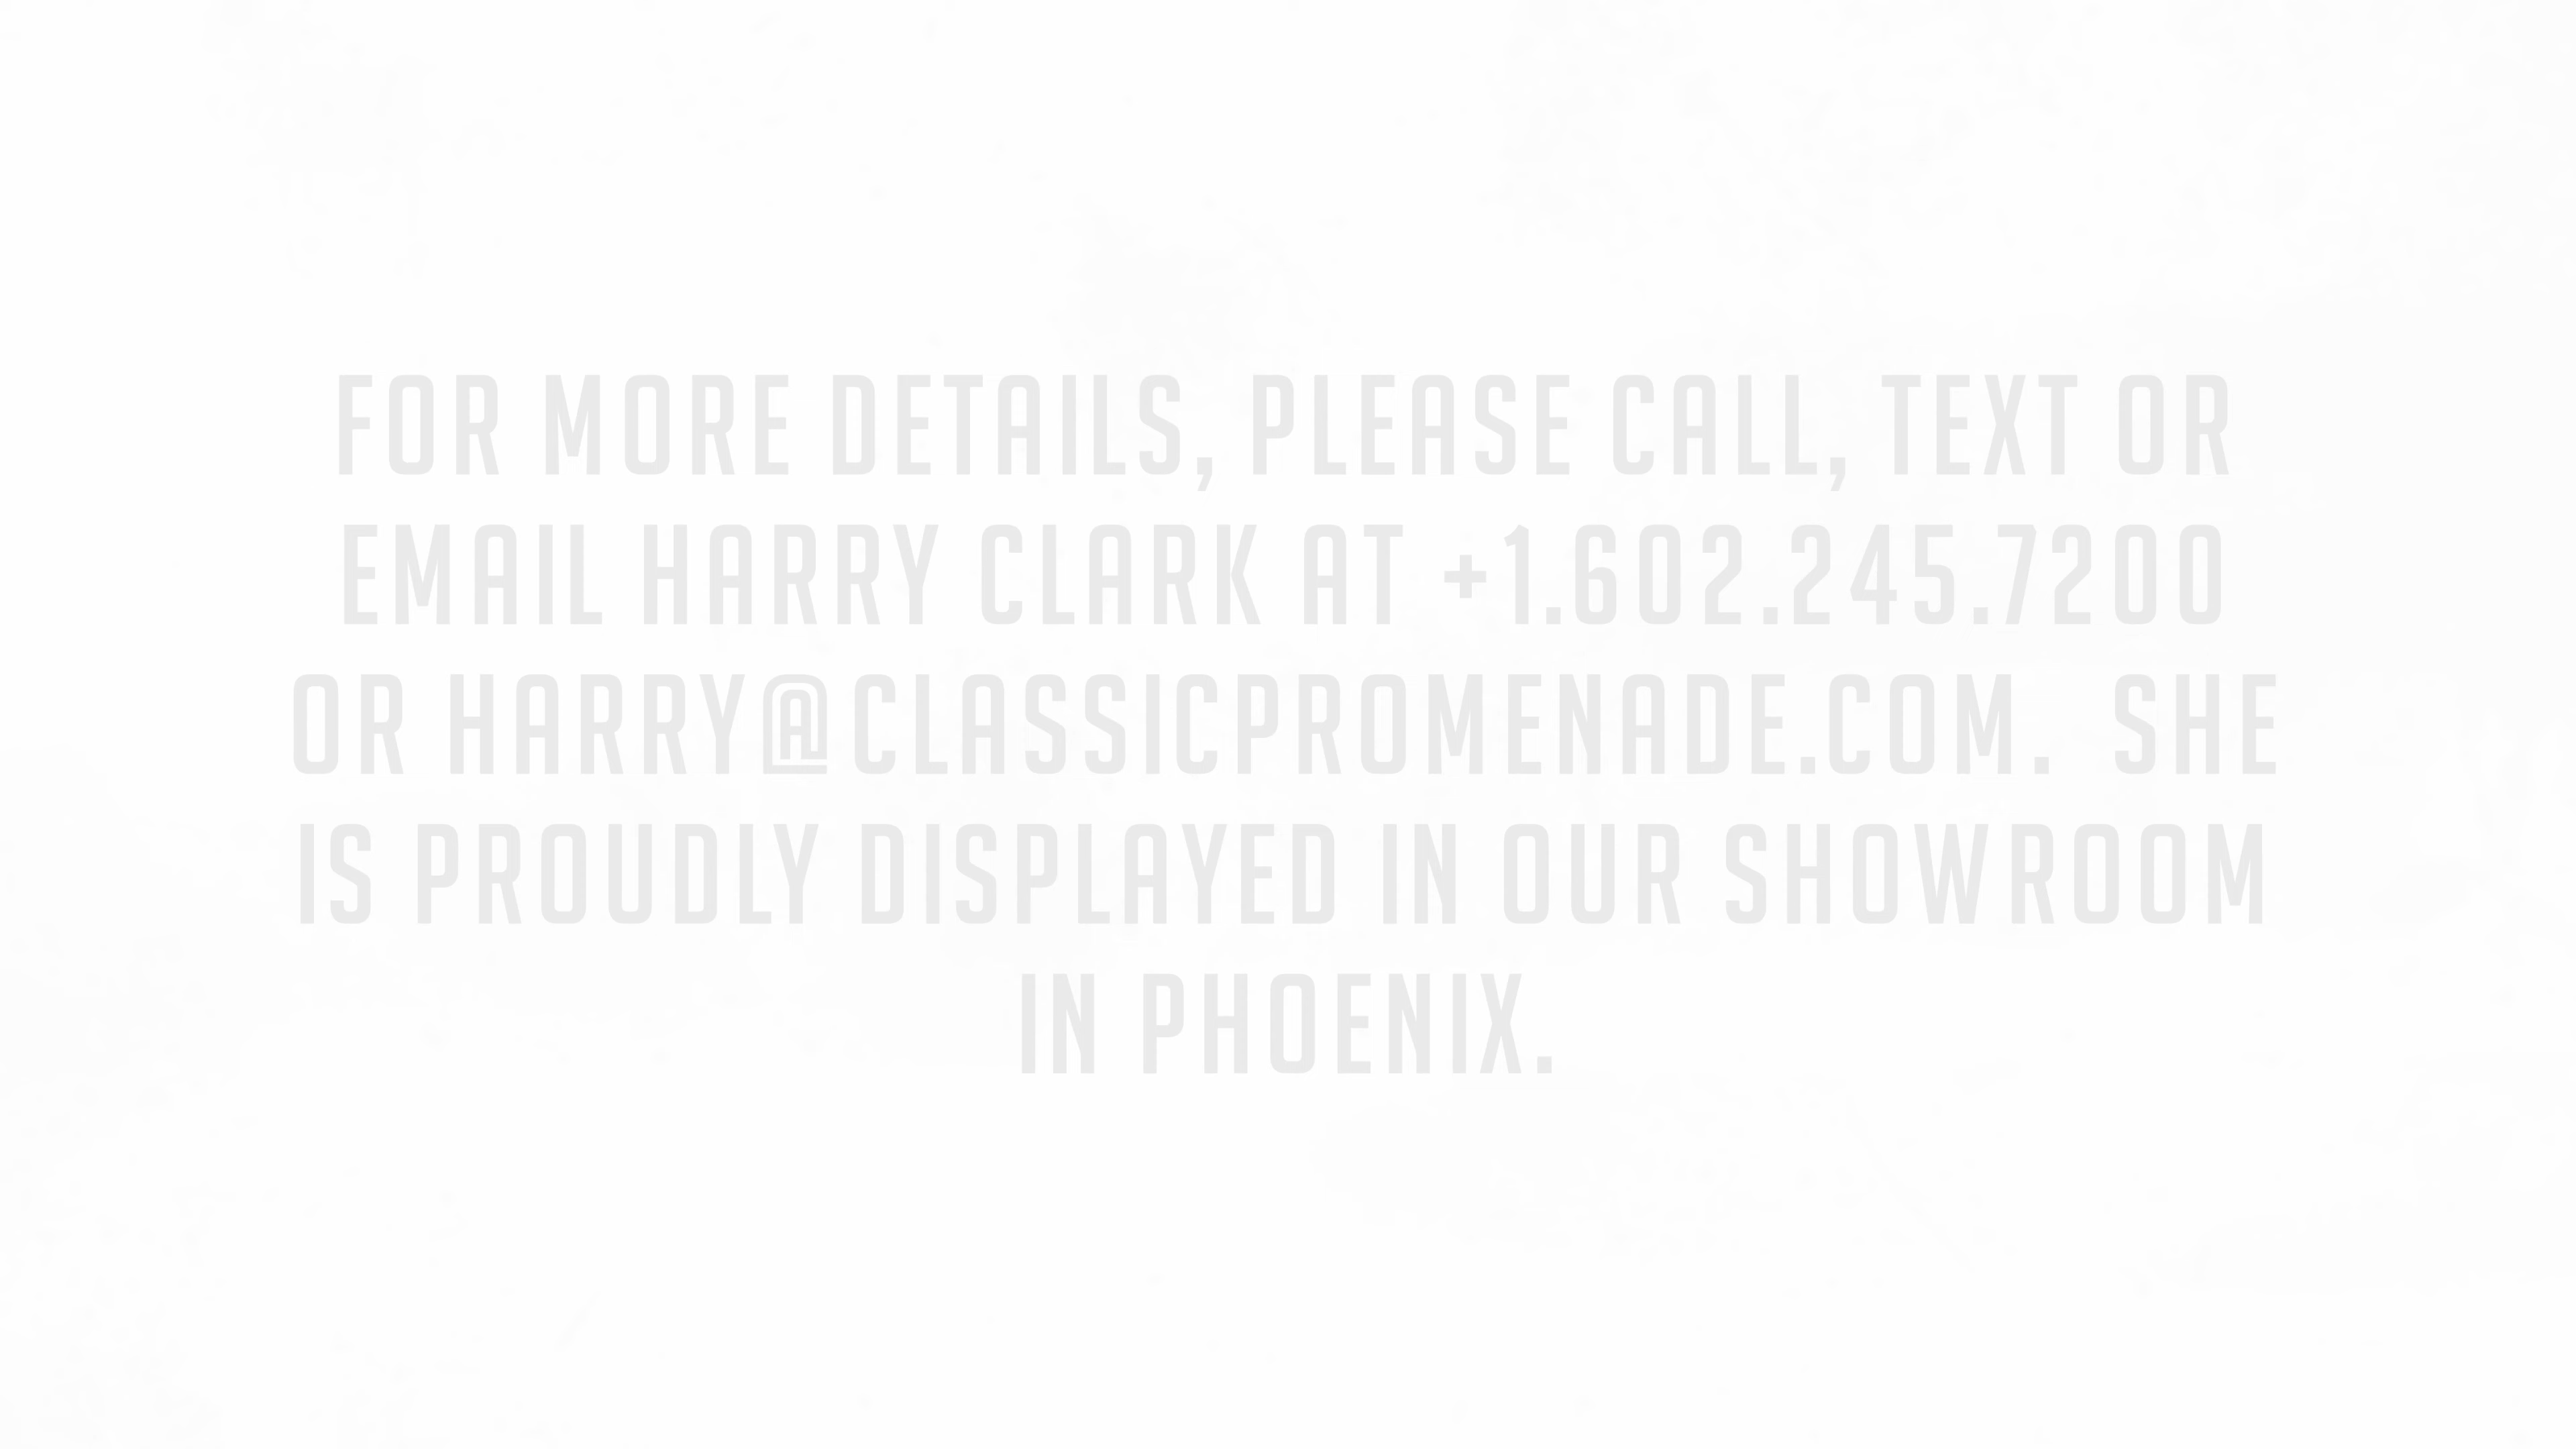 FOR MORE DETAILS, PLEASE CALL, TEXT OR
EMAIL HARRY CLARK AT +1.602.245.7200
OR HARRY@CLASSICPROMENADE.COM.  SHE
IS PROUDLY DISPLAYED IN OUR SHOWROOM
IN PHOENIX.